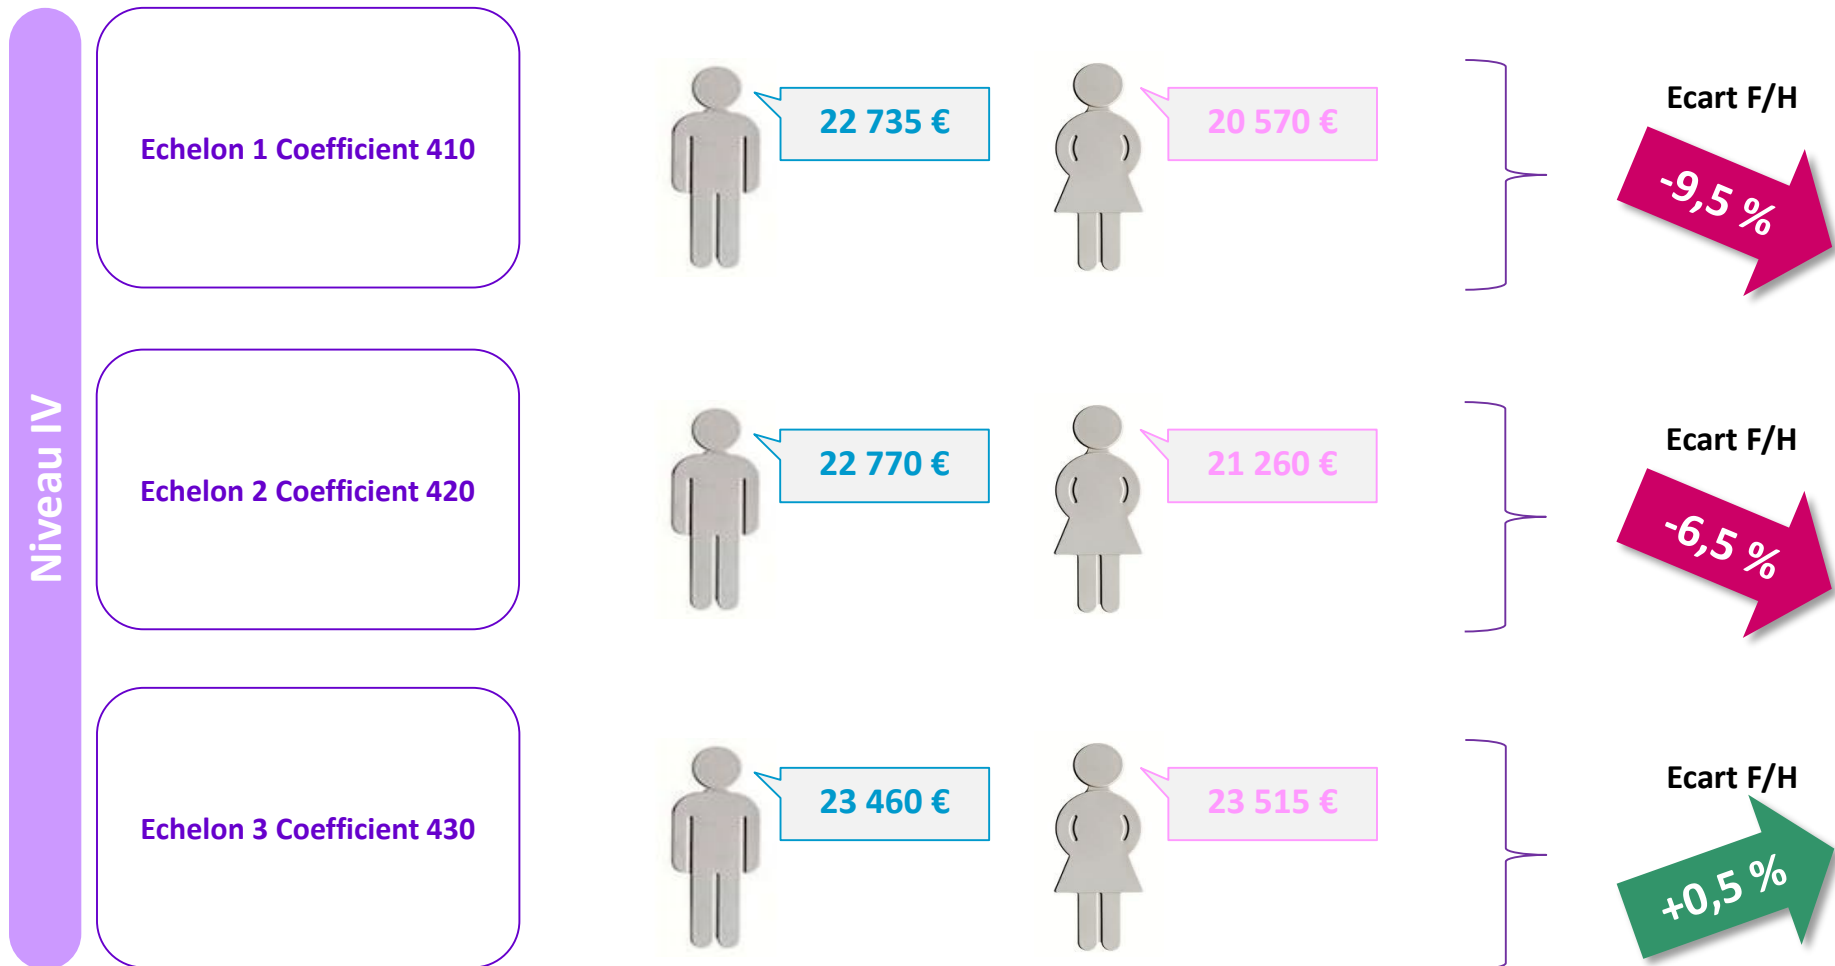 Niveau IV
Echelon 1 Coefficient 410
22 735 €
20 570 €
Ecart F/H
-9,5 %
Echelon 2 Coefficient 420
22 770 €
21 260 €
Ecart F/H
-6,5 %
Echelon 3 Coefficient 430
23 460 €
23 515 €
Ecart F/H
+0,5 %